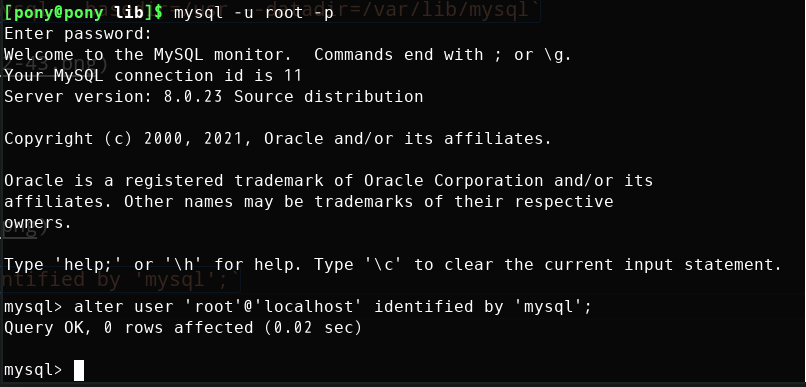 [pony@pony lib]$ mysql -u root -p
Enter password:
Welcome to the MySQL monitor.  Commands end with ; or \g.
Your MySQL connection id is 11
Server version: 8.0.23 Source distribution
Copyright (c) 2000, 2021, Oracle and/or its affiliates.
Oracle is a registered trademark of Oracle Corporation and/or its
affiliates. Other names may be trademarks of their respective
owners.
Type 'help;' or '\h' for help. Type '\c' to clear the current input statement.
ntified by 'mysql';`
mysql> alter user 'root'@'localhost' identified by 'mysql';
Query OK, 0 rows affected (0.02 sec)
mysql>